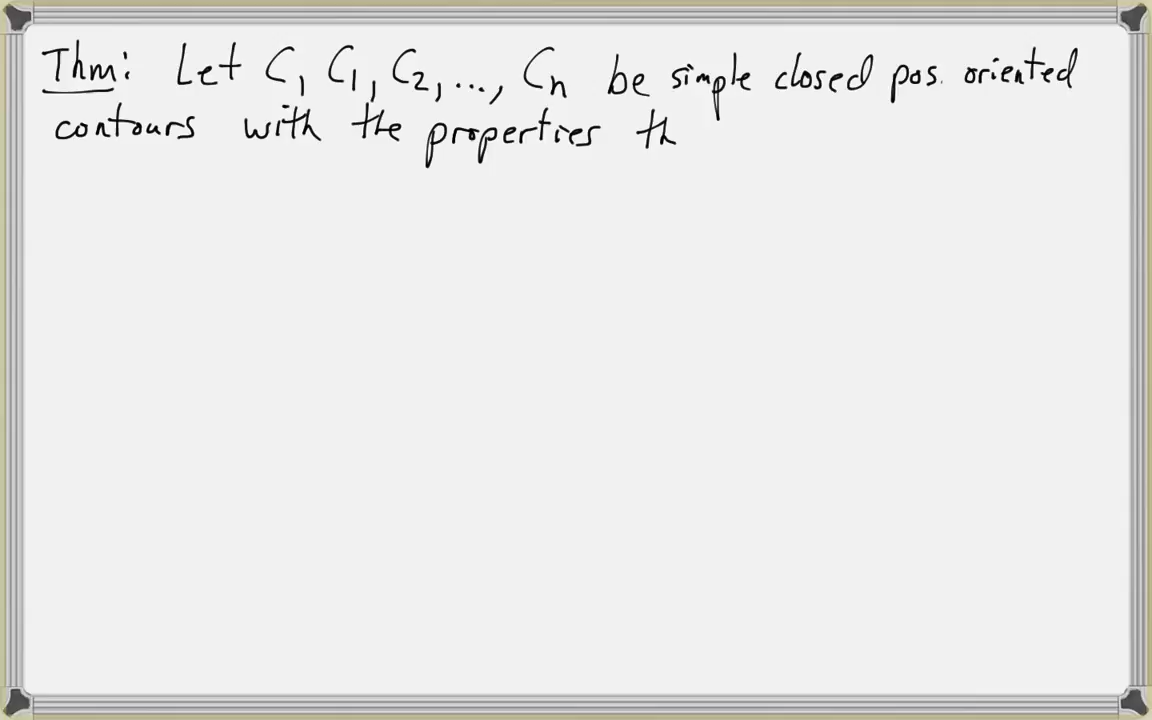 Thm: Let C, C1, C2, ..., Cn be simple closed pos. oriented
contours with the properties th